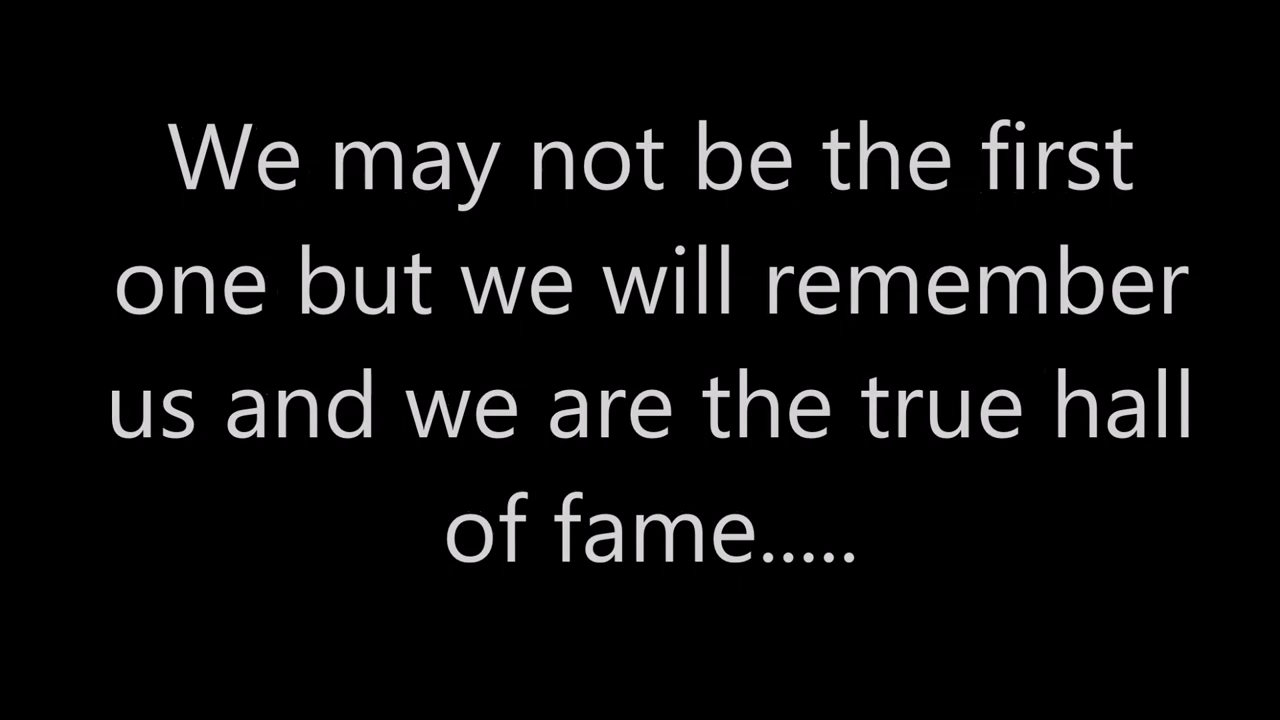 We may not be the first
one but we will remember
us and we are the true hall
of fame.....